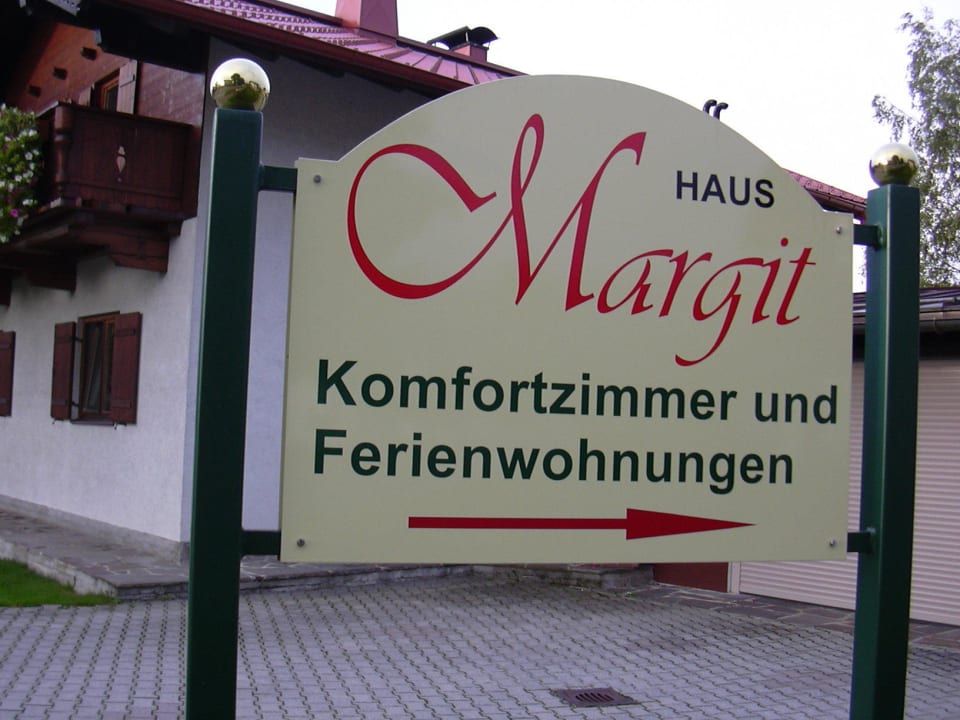 HAUS
Margit
Komfortzimmer und
Ferienwohnungen